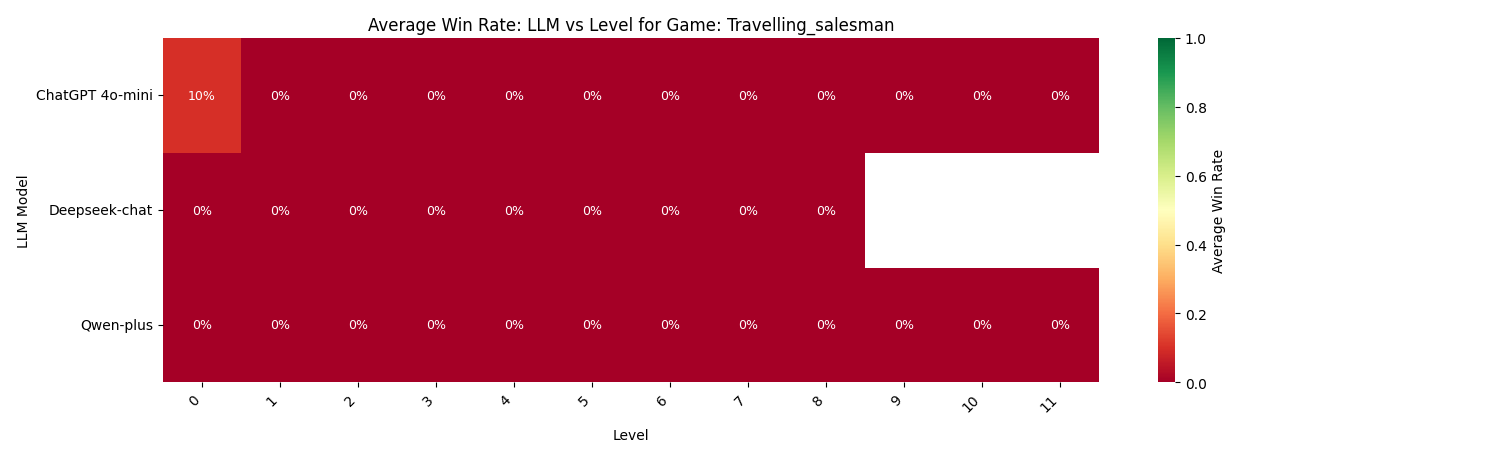 Average Win Rate: LLM vs Level for Game: Travelling_salesman
LLM Model
ChatGPT 4o-mini
10% 0% 0% 0% 0% 0% 0% 0% 0% 0% 0% 0%
Deepseek-chat
0% 0% 0% 0% 0% 0% 0% 0% 0%
Qwen-plus
0% 0% 0% 0% 0% 0% 0% 0% 0% 0% 0% 0%
0 1 2 3 4 5 6 7 8 9 10 11
Level
1.0
0.8
0.6
0.4
0.2
0.0
Average Win Rate